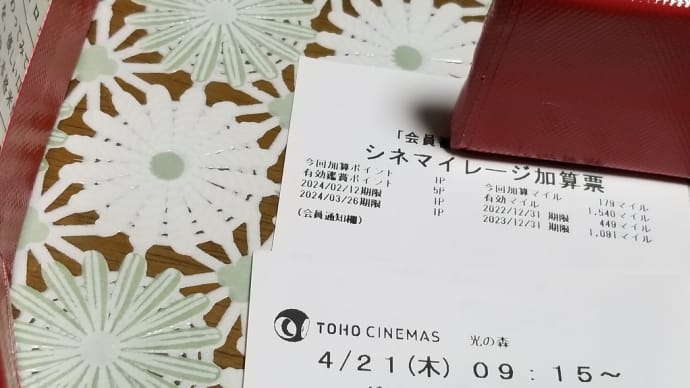 「会員
シネマイレージ加算票
今回加算ポイント 1P
有効鑑賞ポイント 5P
2024/02/12期限 1P
2024/03/26期限
(会員通知欄)
今回加算マイル 179マイル
有効マイル 1,540マイル
2022/12/31 期限 449マイル
2023/12/31 期限 1,091マイル
TOHO CINEMAS 光の森
4/21(木) 09:15~